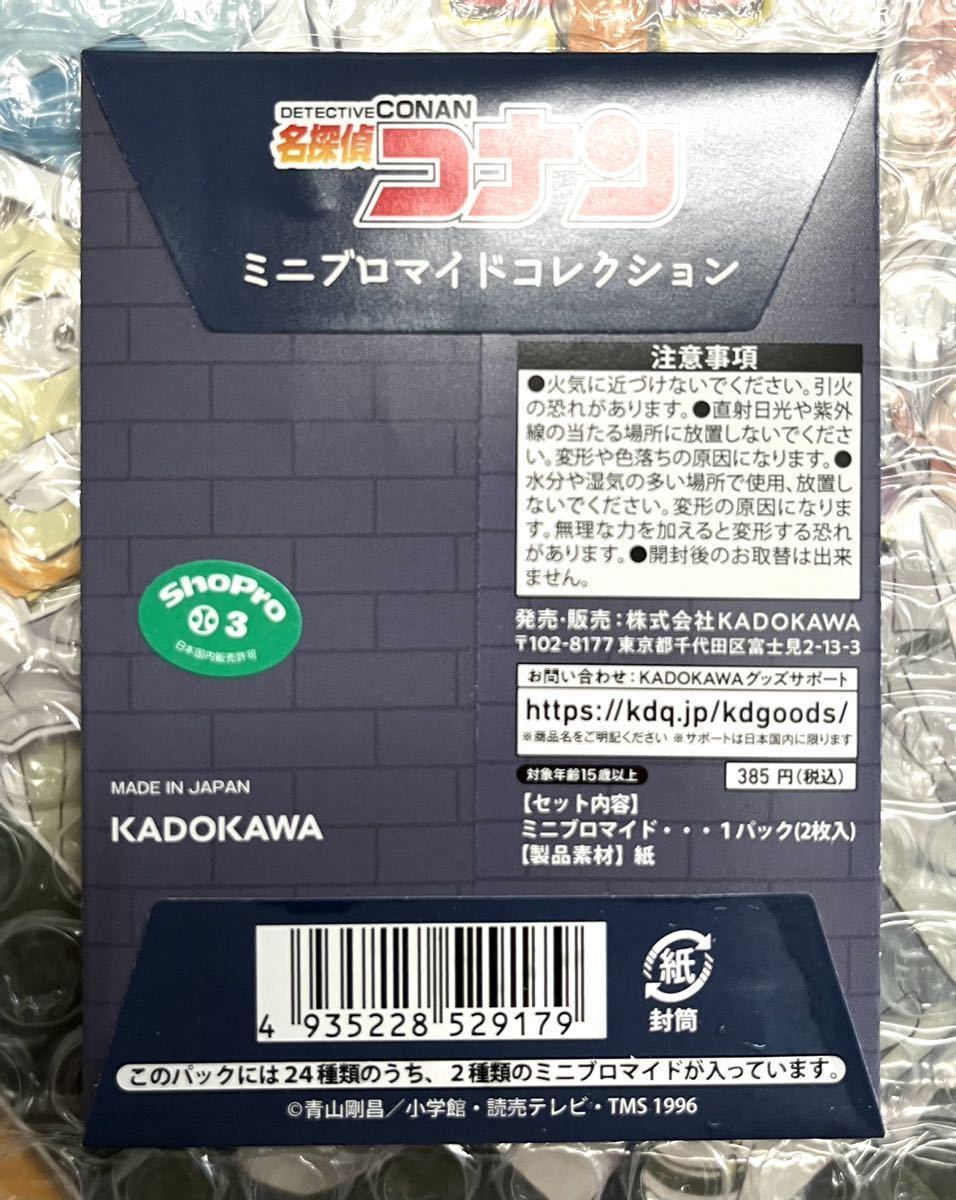 DETECTIVE CONAN
名探偵
コナン
ミニブロマイドコレクション
注意事項
●火気に近づけないでください。引火
の恐れがあります。●直射日光や紫外
線の当たる場所に放置しないでくださ
い。変形や色落ちの原因になります。●
水分や湿気の多い場所で使用、放置し
ないでください。変形の原因になりま
す。無理な力を加えると変形する恐れ
があります。●開封後のお取替は出来
ません。
発売・販売：株式会社KADOKAWA
〒102-8177 東京都千代田区富士見2-13-3
お問い合わせ：KADOKAWAグッズサポート
https://kdq.jp/kdgoods/
※商品名をご明記ください ※サポートは日本国内に限ります
対象年齢15歳以上
385 円(税込)
【セット内容】
ミニブロマイド・・・1パック(2枚入)
【製品素材】紙
ShoPro
小 3
日本国内販売許可
MADE IN JAPAN
KADOKAWA
4 935228 529179
紙
封筒
このパックには24種類のうち、2種類のミニブロマイドが入っています。
©青山剛昌／小学館・読売テレビ・TMS 1996